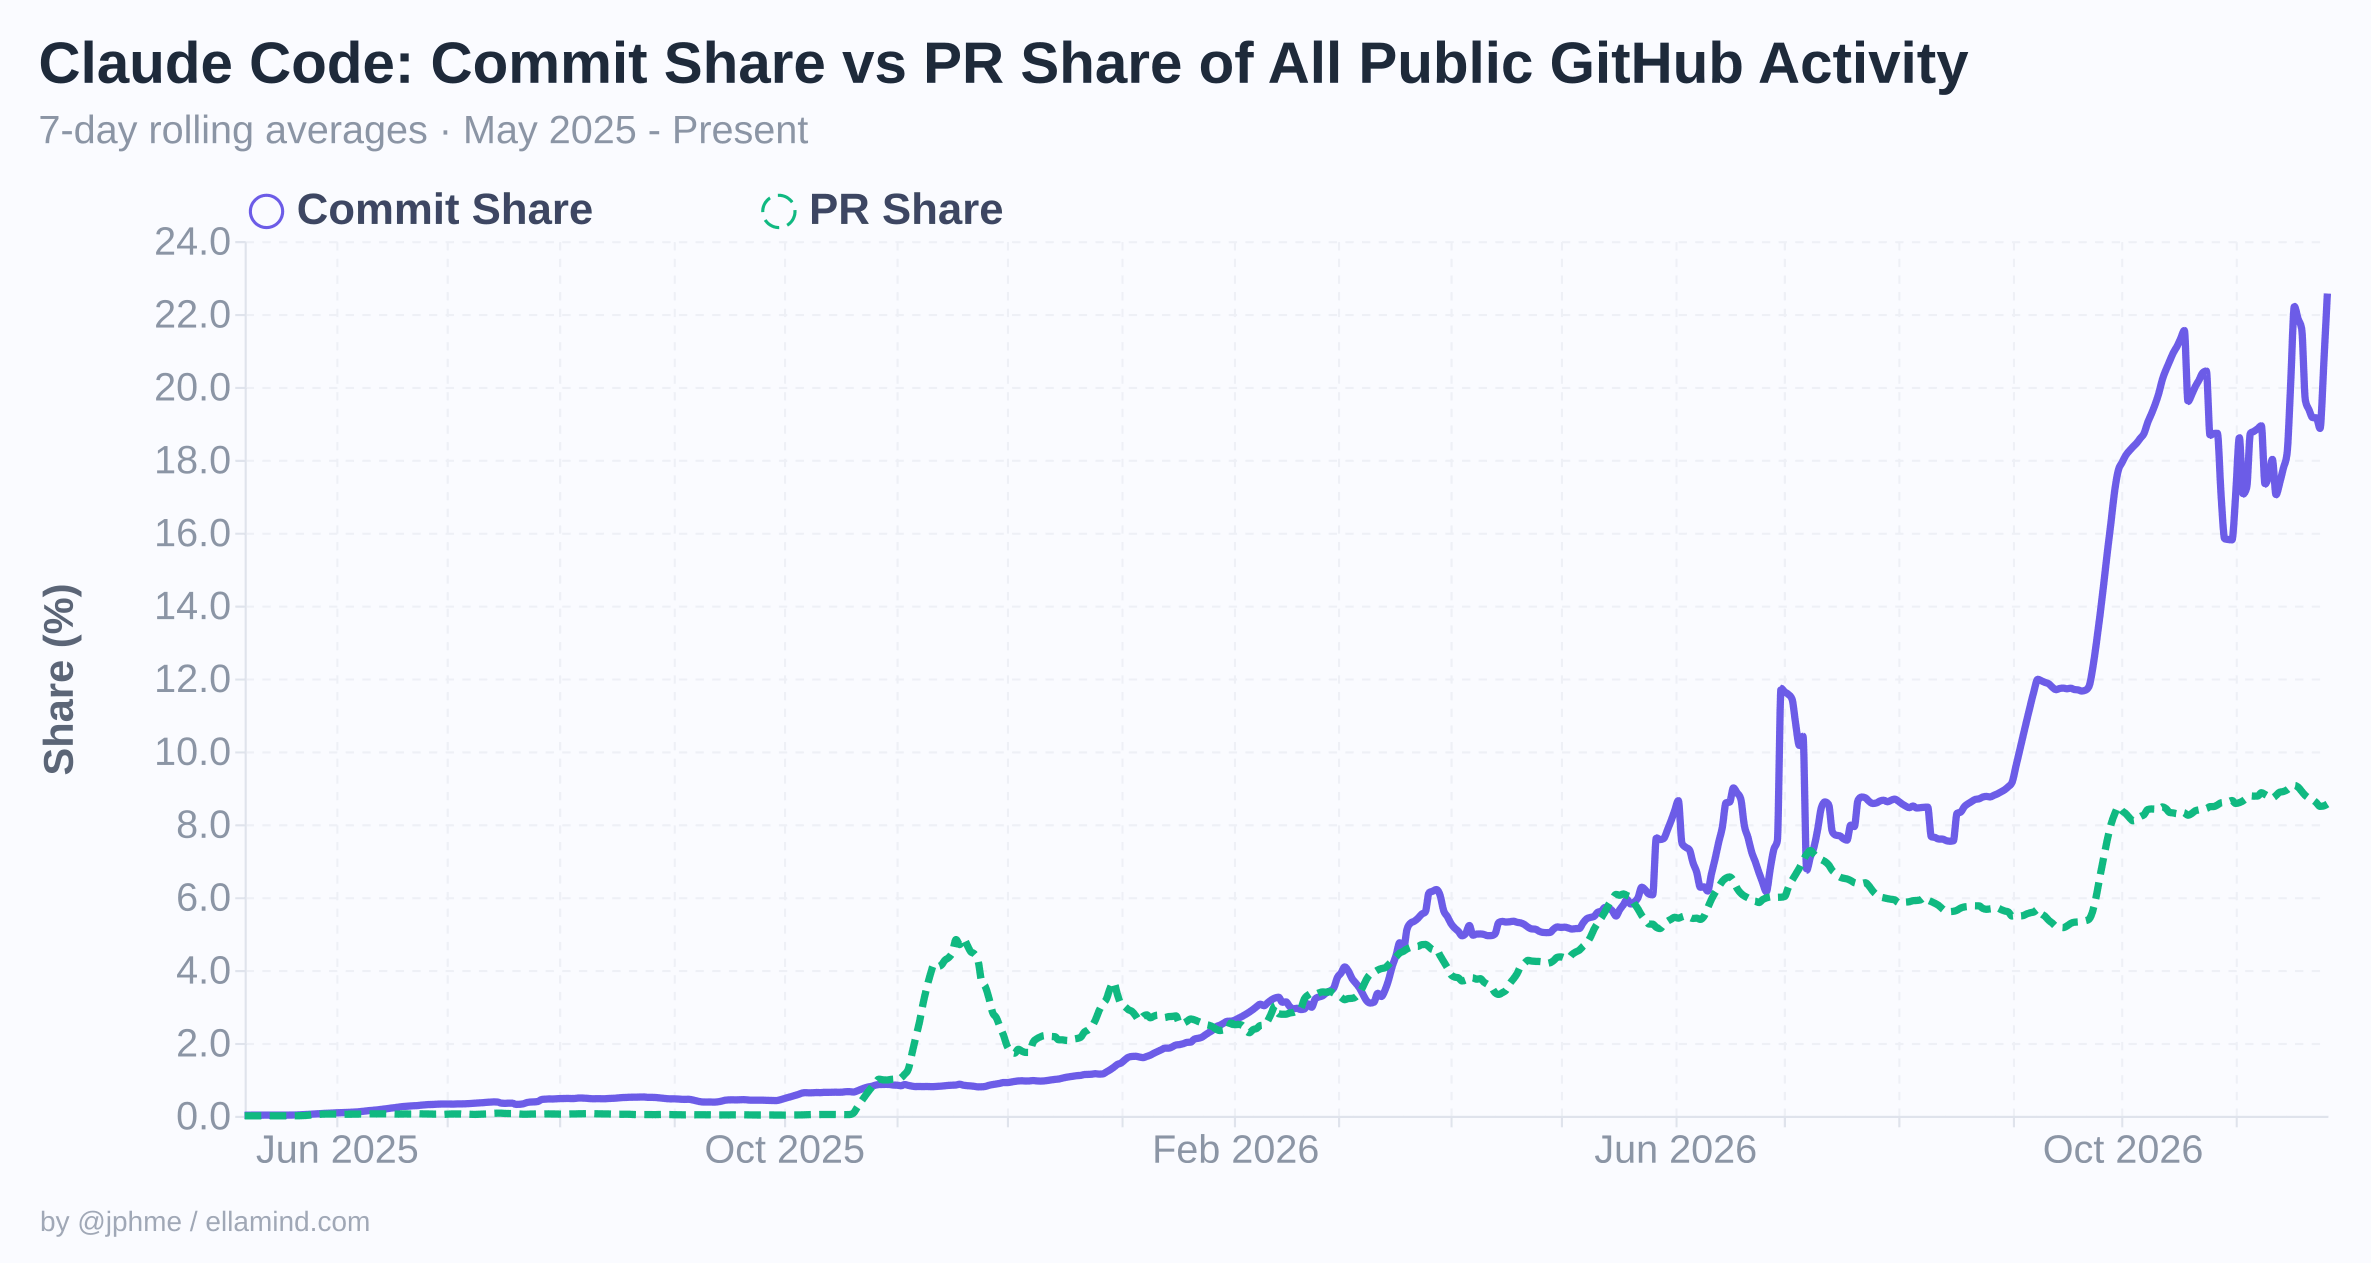 Claude Code: Commit Share vs PR Share of All Public GitHub Activity
7-day rolling averages · May 2025 - Present
Commit Share PR Share
24.0
22.0
20.0
18.0
16.0
14.0
12.0
10.0
8.0
6.0
4.0
2.0
0.0
Share (%)
Jun 2025 Oct 2025 Feb 2026 Jun 2026 Oct 2026
by @jphme / ellamind.com